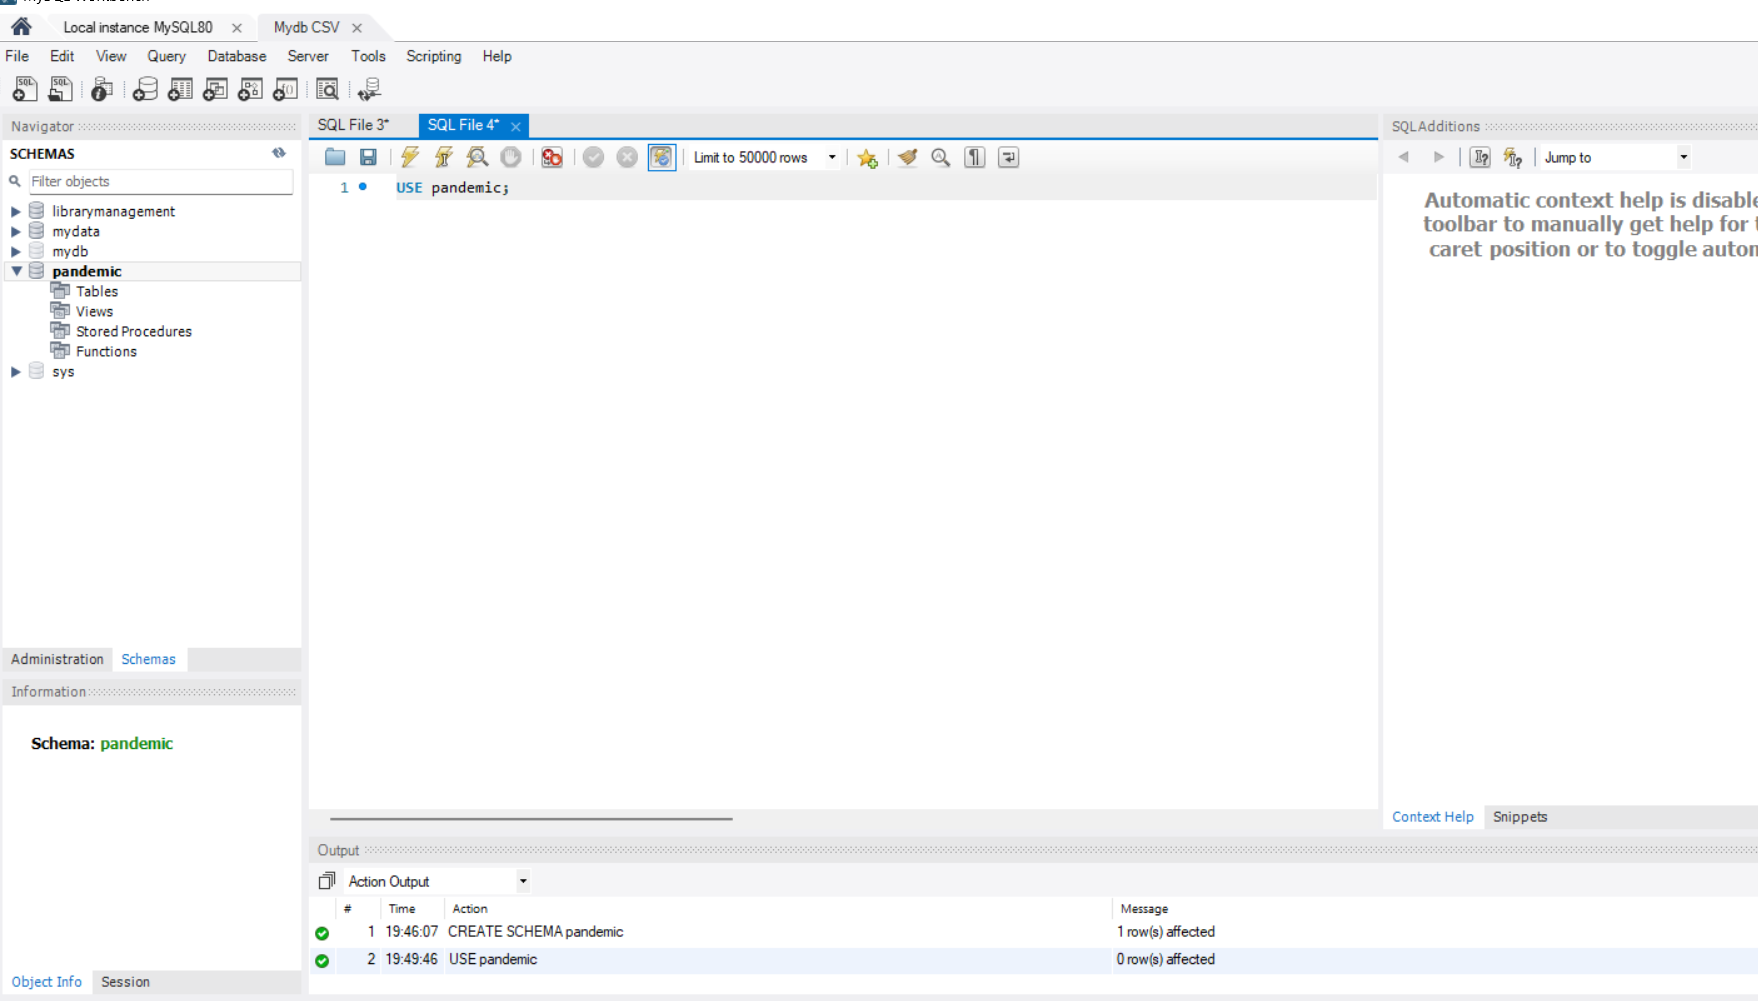 Local instance MySQL80
Mydb CSV
File Edit View Query Database Server Tools Scripting Help
Navigator
SCHEMAS
Filter objects
librarymanagement
mydata
mydb
pandemic
Tables
Views
Stored Procedures
Functions
sys
Administration Schemas
Information
Schema: pandemic
Object Info Session
SQL File 3*
SQL File 4*
Limit to 50000 rows
1 USE pandemic;
SQLAdditions
Jump to
Automatic context help is disable
toolbar to manually get help for t
caret position or to toggle autom
Context Help Snippets
Output
Action Output
# Time Action Message
1 19:46:07 CREATE SCHEMA pandemic 1 row(s) affected
2 19:49:46 USE pandemic 0 row(s) affected